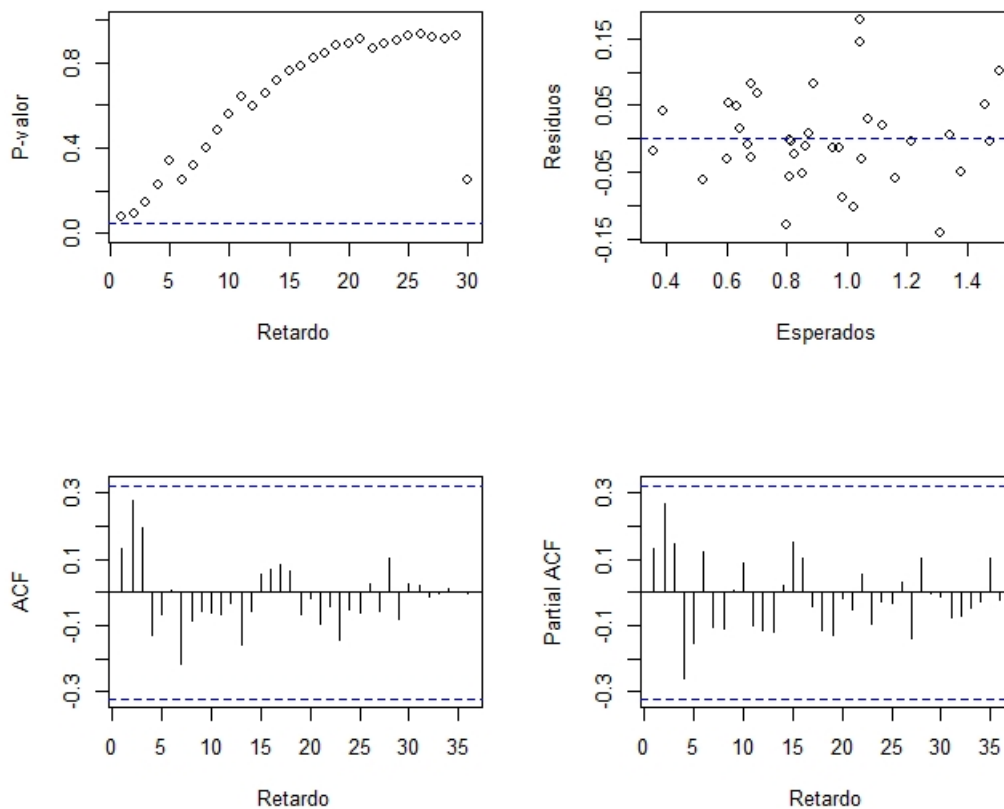 P-valor
0.0 0.4 0.8
0 5 10 15 20 25 30
Retardo
Residuos
-0.15 -0.05 0.05 0.15
0.4 0.6 0.8 1.0 1.2 1.4
Esperados
ACF
-0.3 -0.1 0.1 0.3
0 5 10 15 20 25 30 35
Retardo
Partial ACF
-0.3 -0.1 0.1 0.3
0 5 10 15 20 25 30 35
Retardo